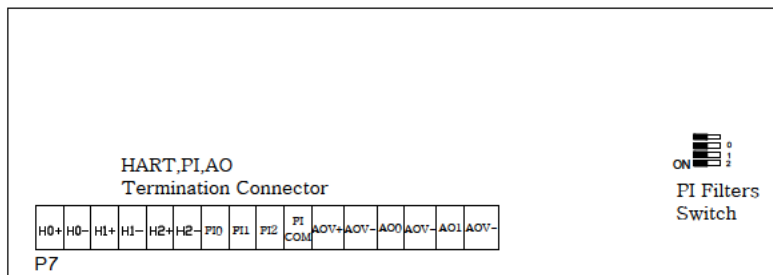 HART,PI,AO
Termination Connector
H0+ H0- H1+ H1- H2+ H2- PI0 PI1 PI2 PI COM AOV+ AOV- AO0 AOV- AO1 AOV-
P7
0
1
ON 2
PI Filters
Switch